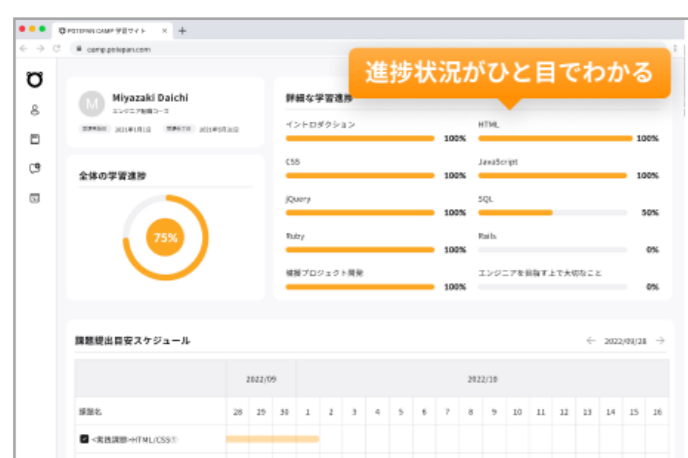 POTEPAN CAMP 学習サイト
camp.potepan.com
進捗状況がひと目でわかる
M
Miyazaki Daichi
エンジニア転職コース
2021年1月1日
2021年5月31日
全体の学習進捗
75%
詳細な学習進捗
イントロダクション
100%
HTML
100%
CSS
100%
JavaScript
100%
jQuery
100%
SQL
50%
Ruby
100%
Rails
0%
模擬プロジェクト開発
100%
エンジニアを目指す上で大切なこと
0%
課題提出目安スケジュール
← 2022/09/28 →
2022/09 2022/10
課題名 28 29 30 1 2 3 4 5 6 7 8 9 10 11 12 13 14 15 16
<実践課題>HTML/CSS①